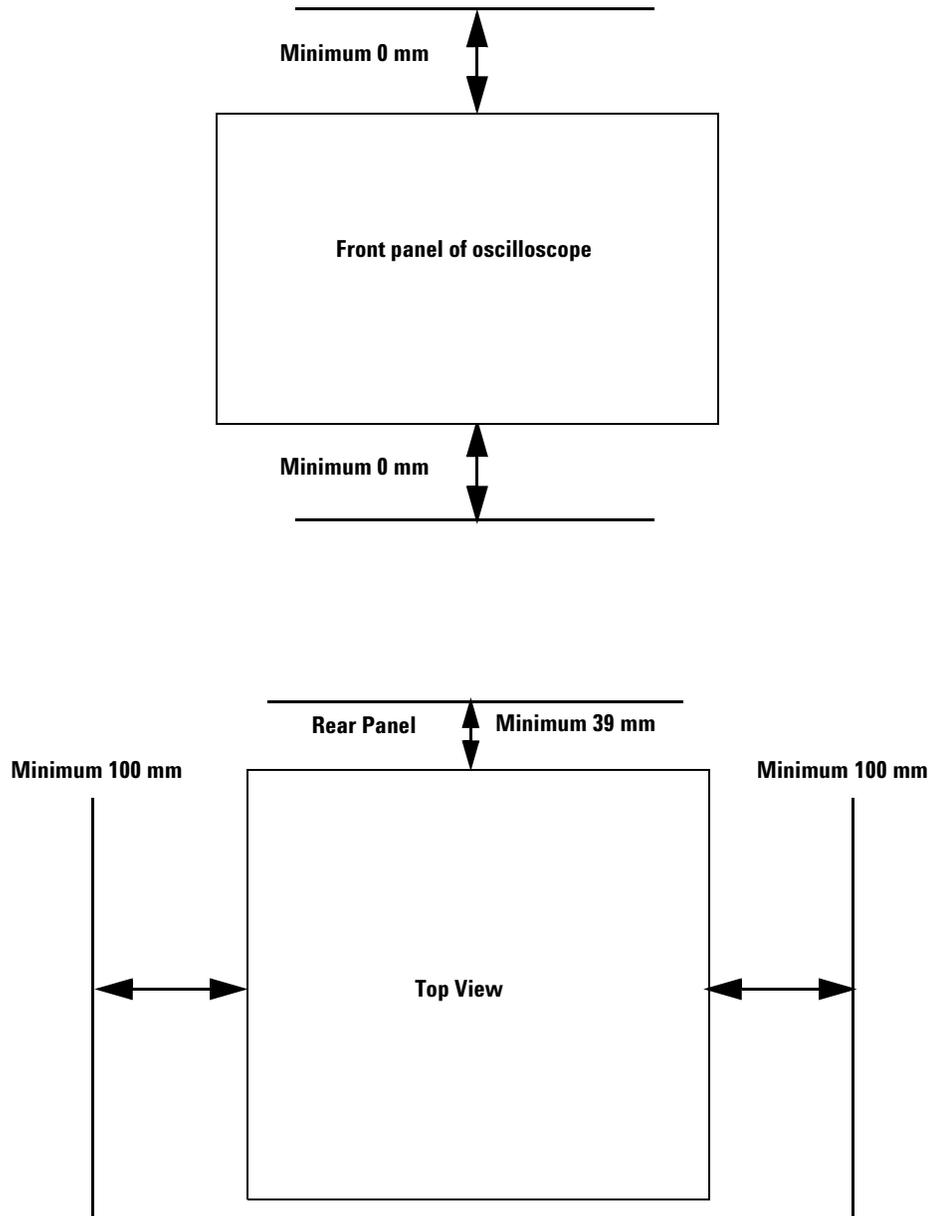 Minimum 0 mm
Front panel of oscilloscope
Minimum 0 mm
Rear Panel
Minimum 39 mm
Minimum 100 mm
Minimum 100 mm
Top View